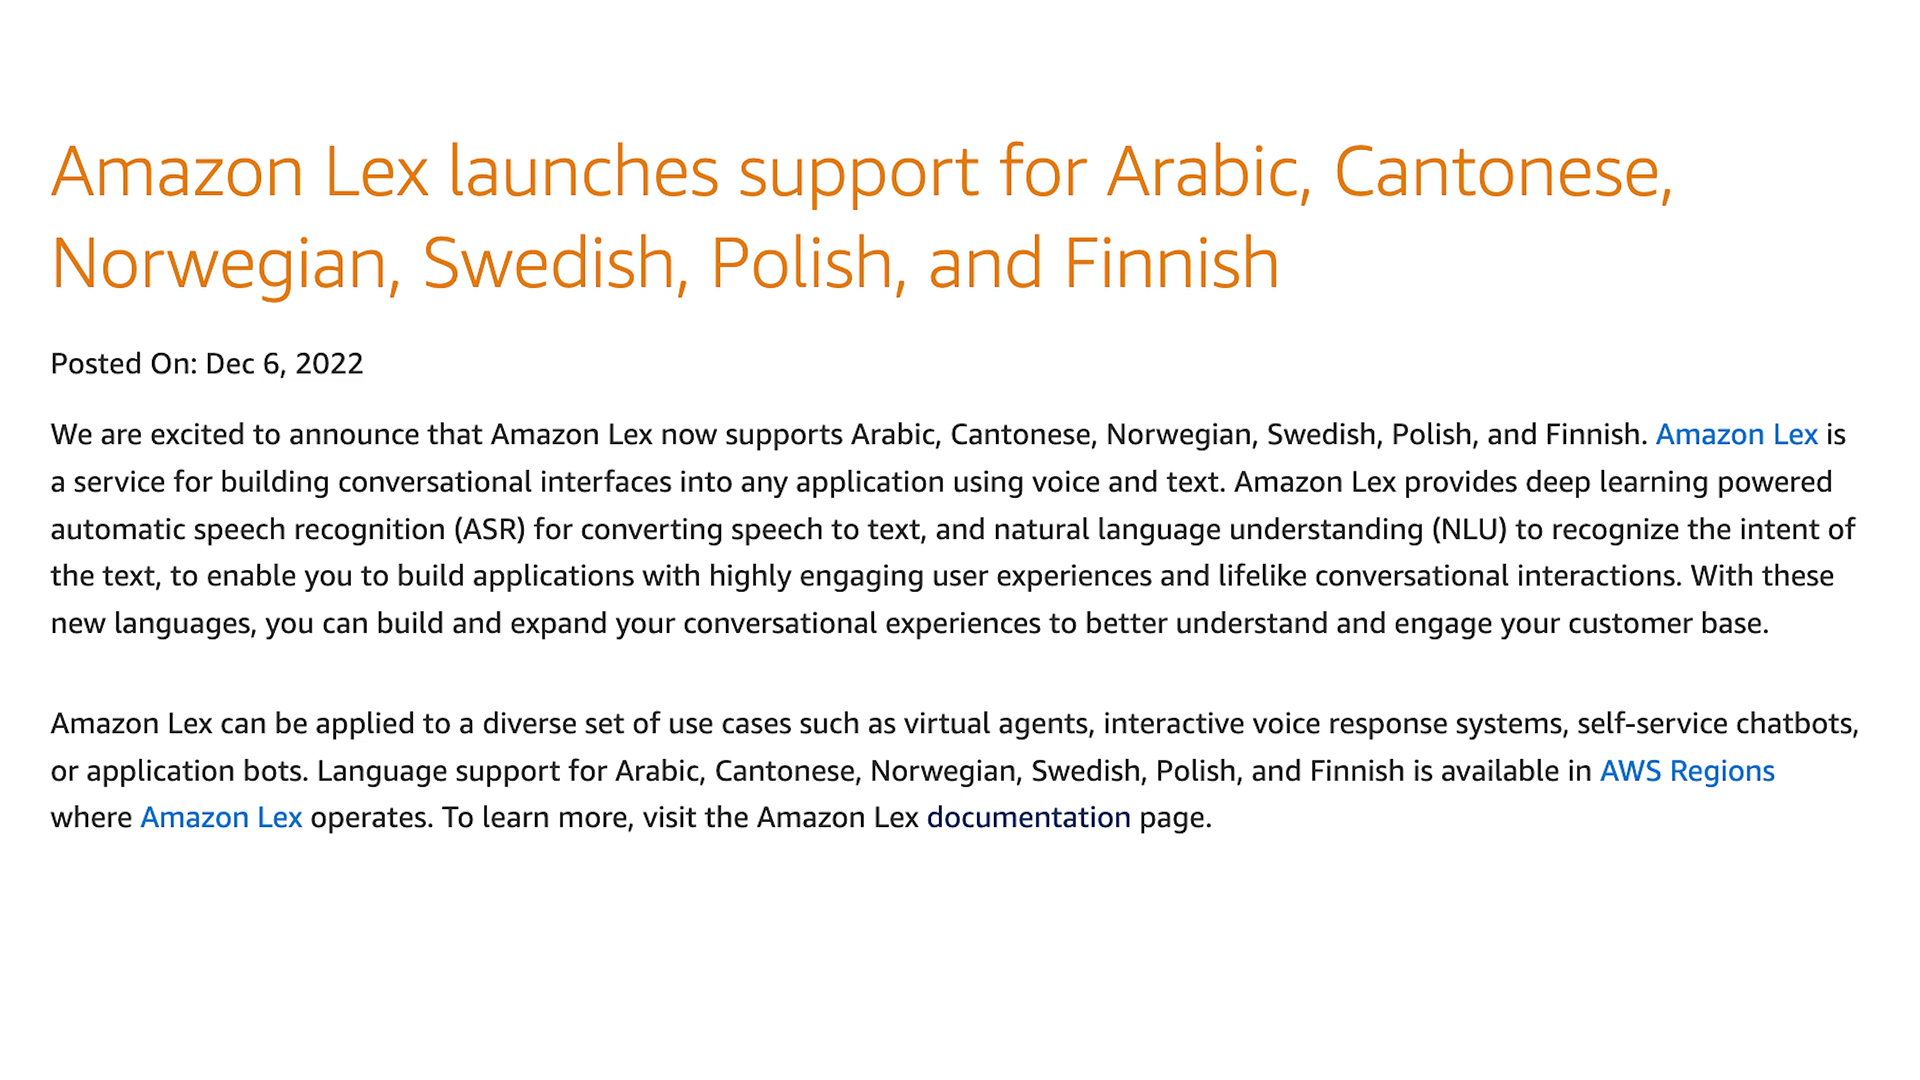 Amazon Lex launches support for Arabic, Cantonese,
Norwegian, Swedish, Polish, and Finnish
Posted On: Dec 6, 2022
We are excited to announce that Amazon Lex now supports Arabic, Cantonese, Norwegian, Swedish, Polish, and Finnish. Amazon Lex is
a service for building conversational interfaces into any application using voice and text. Amazon Lex provides deep learning powered
automatic speech recognition (ASR) for converting speech to text, and natural language understanding (NLU) to recognize the intent of
the text, to enable you to build applications with highly engaging user experiences and lifelike conversational interactions. With these
new languages, you can build and expand your conversational experiences to better understand and engage your customer base.
Amazon Lex can be applied to a diverse set of use cases such as virtual agents, interactive voice response systems, self-service chatbots,
or application bots. Language support for Arabic, Cantonese, Norwegian, Swedish, Polish, and Finnish is available in AWS Regions
where Amazon Lex operates. To learn more, visit the Amazon Lex documentation page.